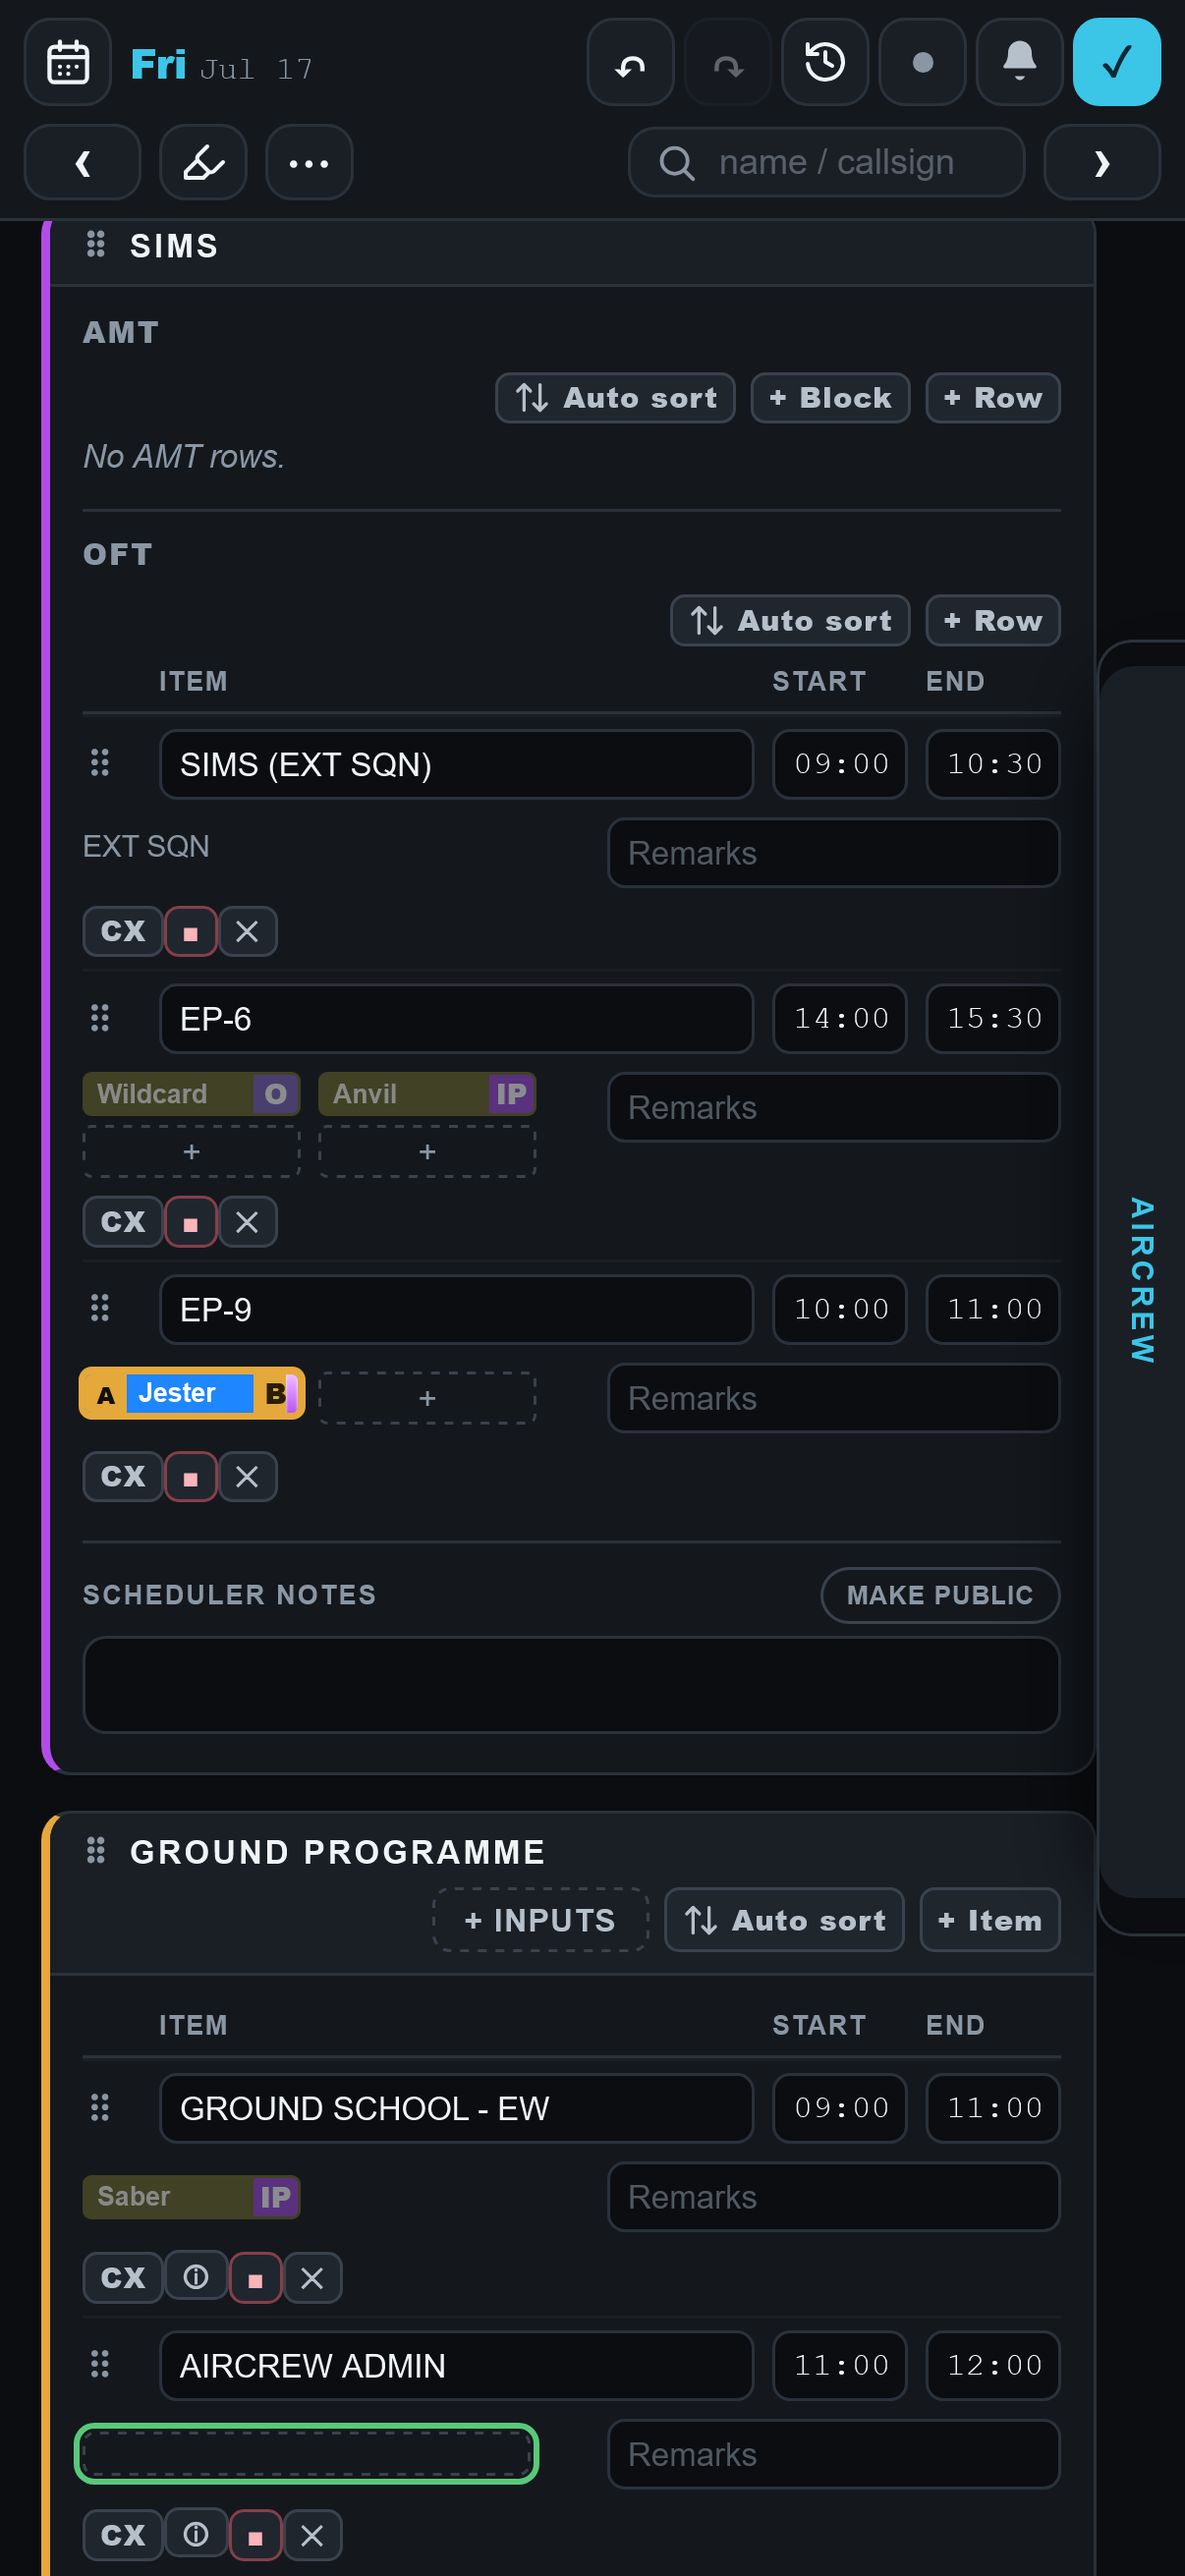 Fri Jul 17
name / callsign
SIMS
AMT
Auto sort + Block + Row
No AMT rows.
OFT
Auto sort + Row
ITEM START END
SIMS (EXT SQN) 09:00 10:30
EXT SQN Remarks
CX
EP-6 14:00 15:30
Wildcard O Anvil IP Remarks
+ +
CX
EP-9 10:00 11:00
A Jester B + Remarks
CX
SCHEDULER NOTES MAKE PUBLIC
AIRCREW
GROUND PROGRAMME
+ INPUTS Auto sort + Item
ITEM START END
GROUND SCHOOL - EW 09:00 11:00
Saber IP Remarks
CX
AIRCREW ADMIN 11:00 12:00
Remarks
CX